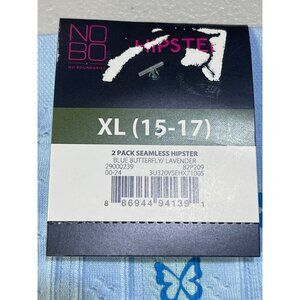 NO
BO
NO BOUNDARIES
HIPSTER
XL (15-17)
2 PACK SEAMLESS HIPSTER
BLUE BUTTERFLY/ LAVENDER
29000239 82P209
00-24 3U320VSEHX71005
8 86944 94139 1